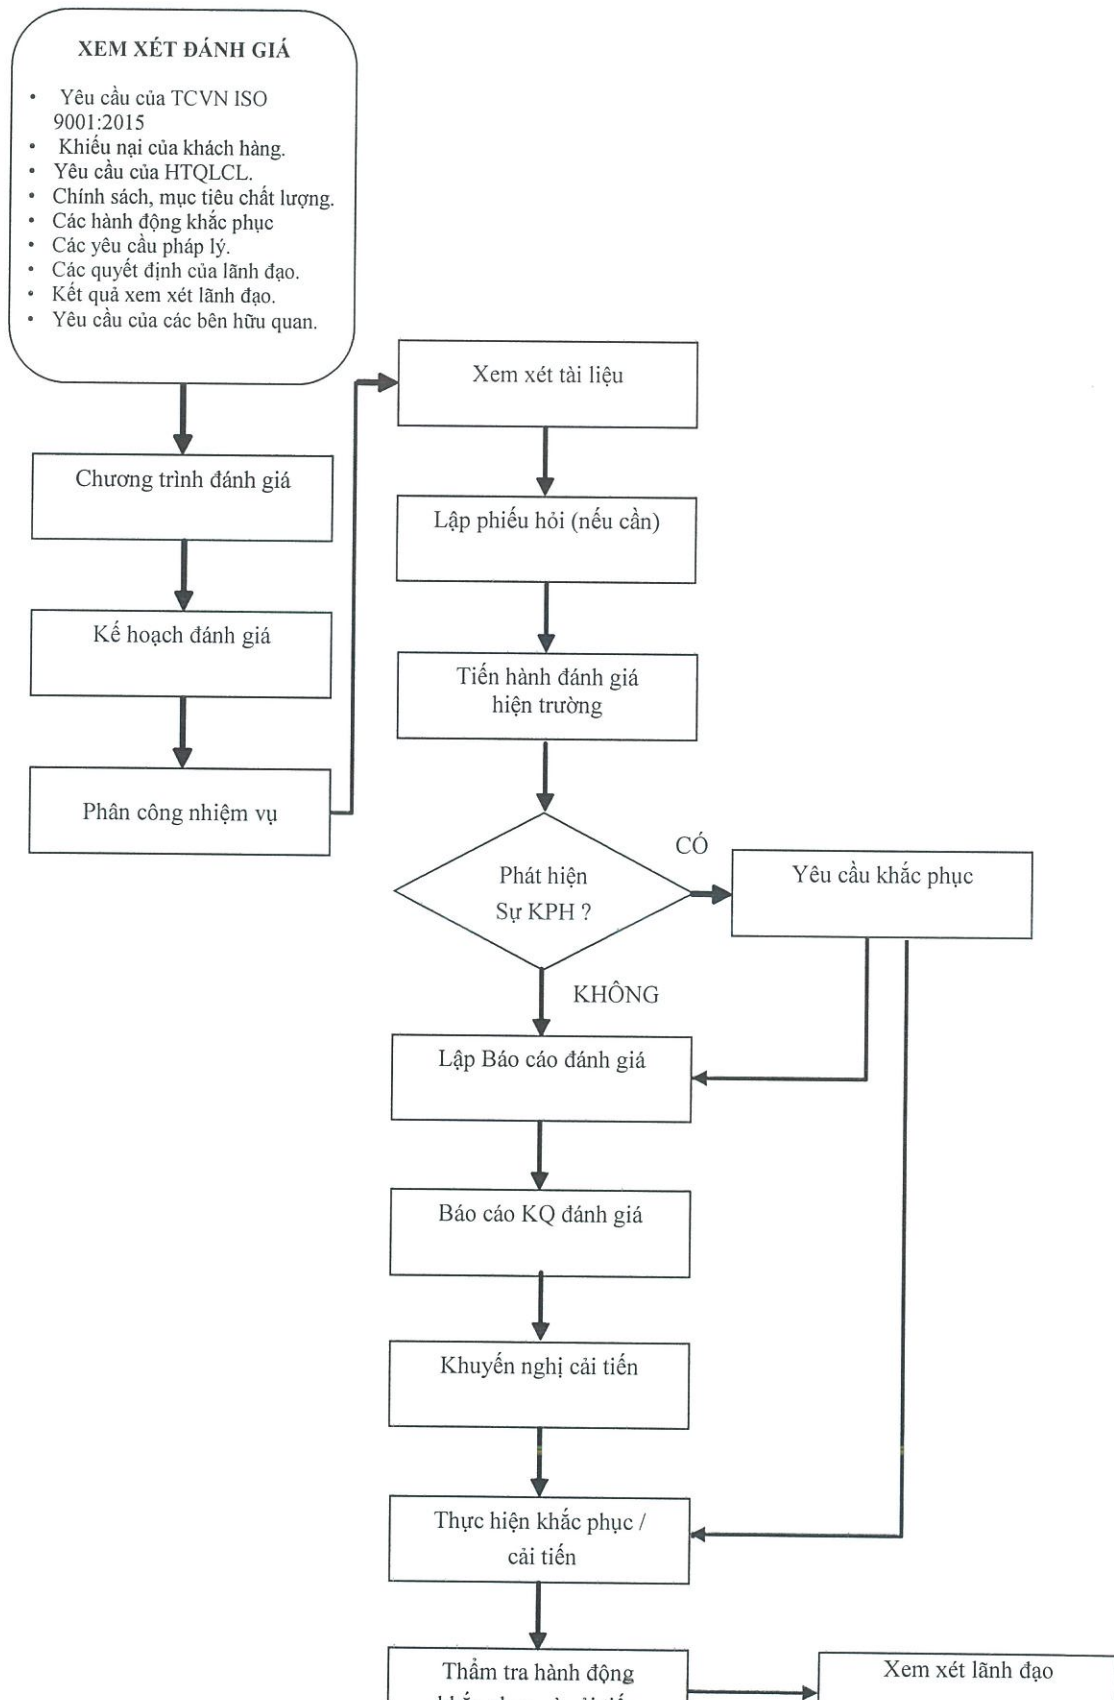 XEM XÉT ĐÁNH GIÁ
• Yêu cầu của TCVN ISO
9001:2015
• Khiếu nại của khách hàng.
• Yêu cầu của HTQLCL.
• Chính sách, mục tiêu chất lượng.
• Các hành động khắc phục
• Các yêu cầu pháp lý.
• Các quyết định của lãnh đạo.
• Kết quả xem xét lãnh đạo.
• Yêu cầu của các bên hữu quan.
Chương trình đánh giá
Kế hoạch đánh giá
Phân công nhiệm vụ
Xem xét tài liệu
Lập phiếu hỏi (nếu cần)
Tiến hành đánh giá
hiện trường
Phát hiện
Sự KPH ?
CÓ
Yêu cầu khắc phục
KHÔNG
Lập Báo cáo đánh giá
Báo cáo KQ đánh giá
Khuyến nghị cải tiến
Thực hiện khắc phục /
cải tiến
Thẩm tra hành động
Xem xét lãnh đạo